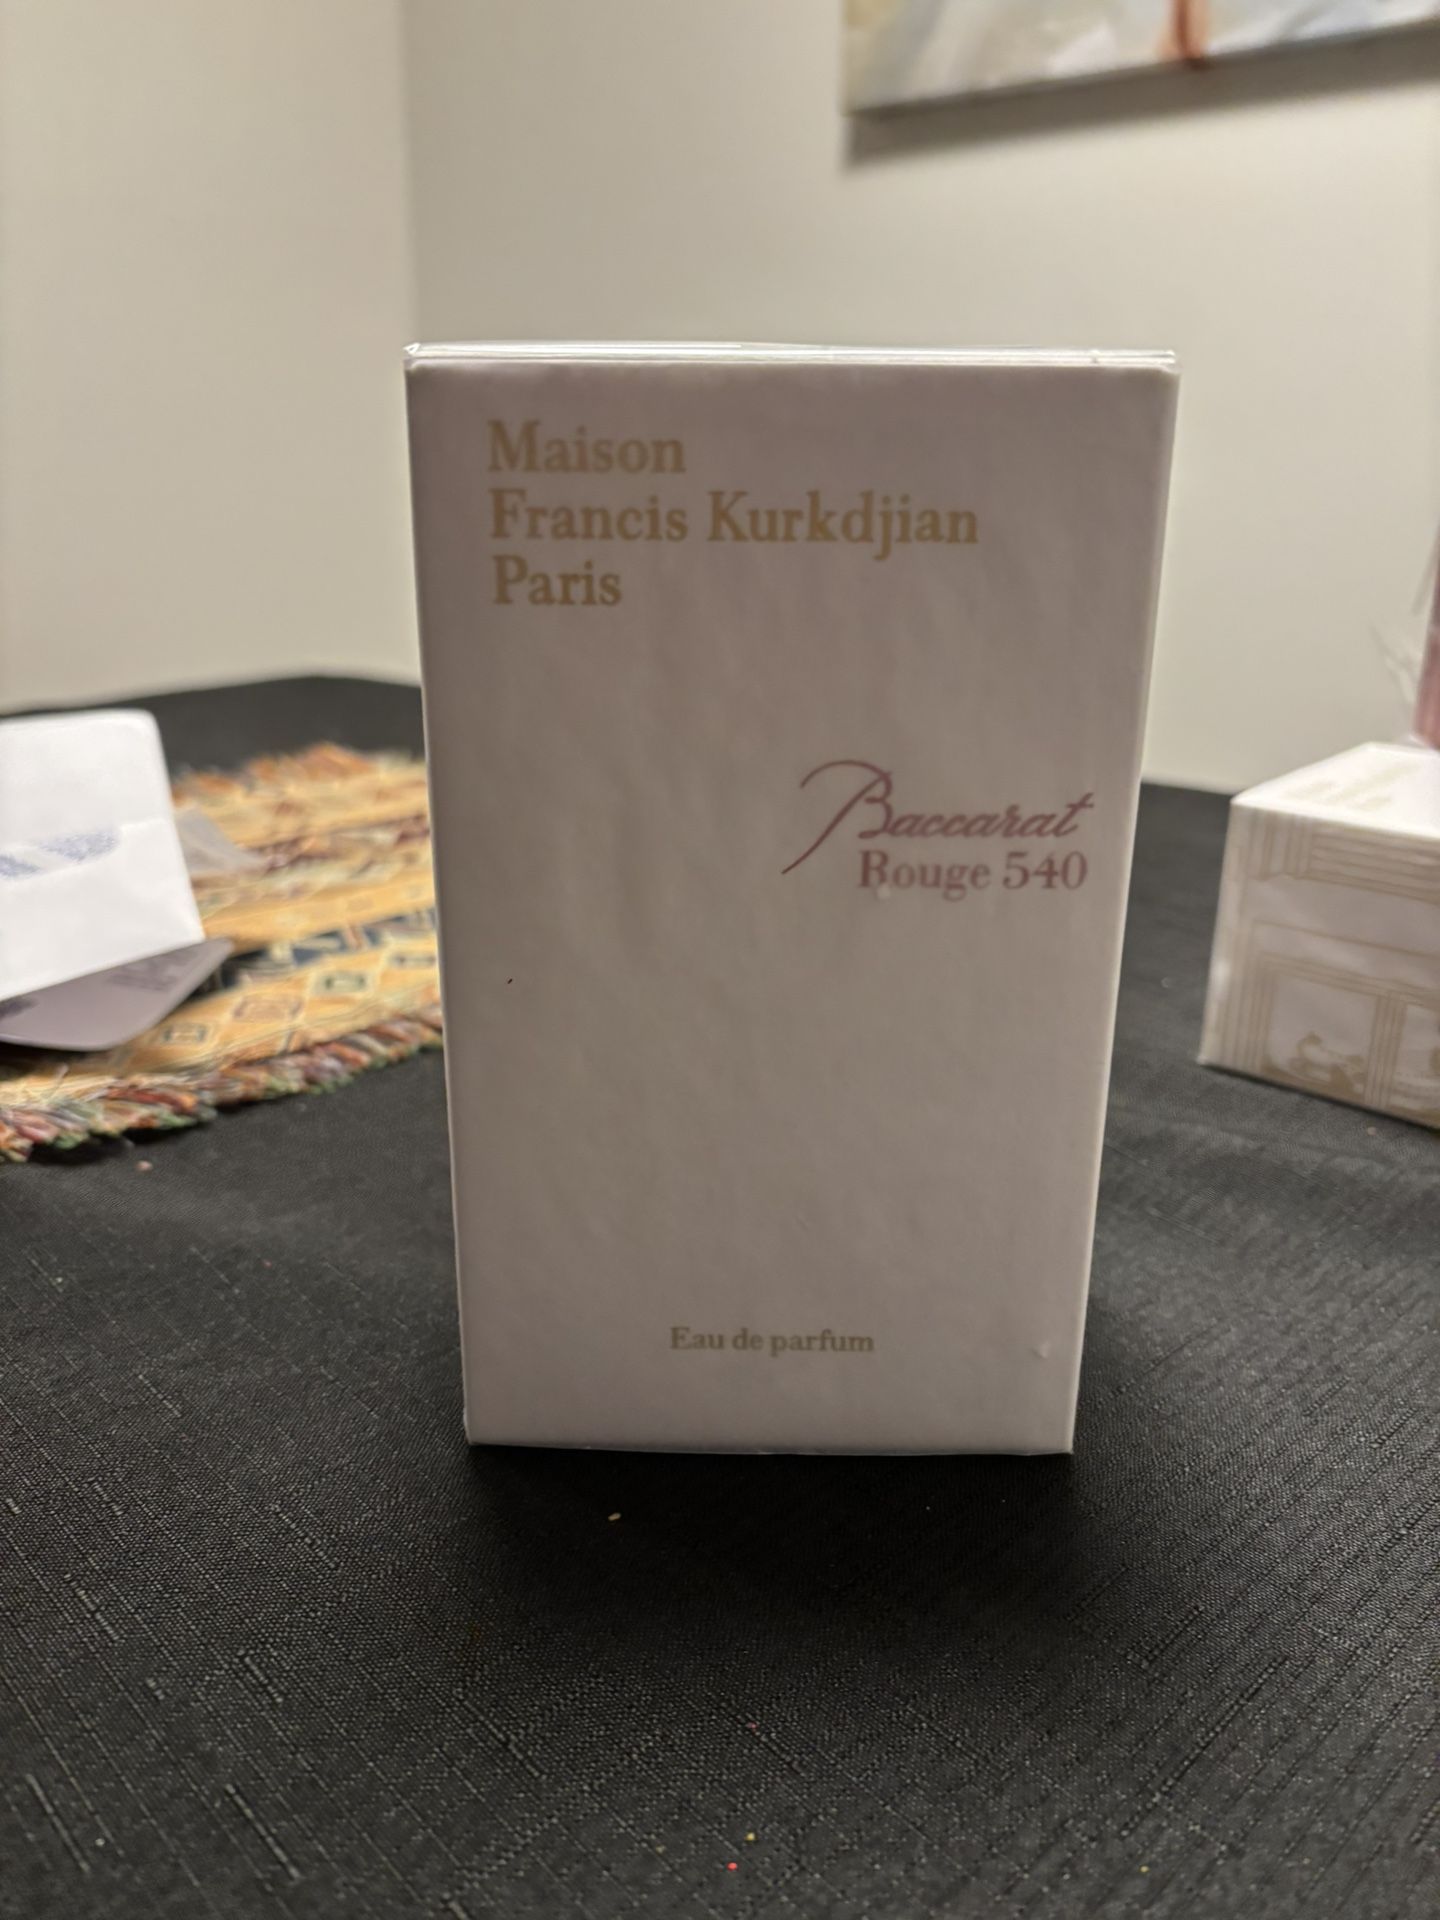 Maison
Francis Kurkdjian
Paris
Baccarat
Rouge 540
Eau de parfum